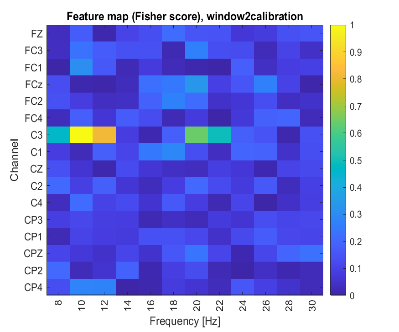 Feature map (Fisher score), window2calibration
FZ
FC3
FC1
FCz
FC2
FC4
C3
C1
CZ
C2
C4
CP3
CP1
CPZ
CP2
CP4
Channel
8 10 12 14 16 18 20 22 24 26 28 30
Frequency [Hz]
1
0.9
0.8
0.7
0.6
0.5
0.4
0.3
0.2
0.1
0